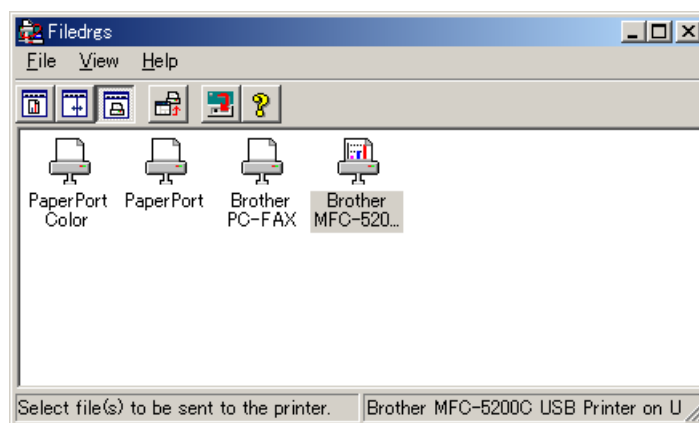 Filedrgs
File View Help
PaperPort Color
PaperPort
Brother PC-FAX
Brother MFC-520...
Select file(s) to be sent to the printer.
Brother MFC-5200C USB Printer on U